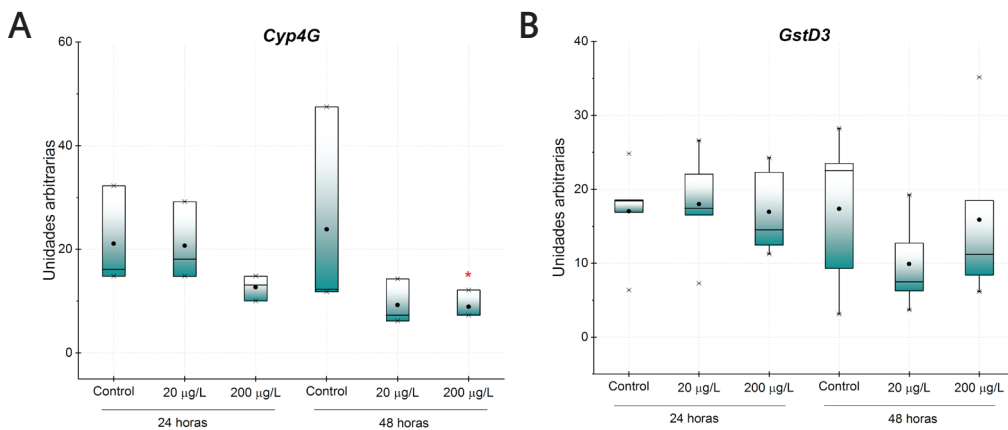 A
Cyp4G
Unidades arbitrarias
60
40
20
0
*
Control
20 μg/L
200 μg/L
Control
20 μg/L
200 μg/L
24 horas
48 horas
B
GstD3
Unidades arbitrarias
40
30
20
10
0
Control
20 μg/L
200 μg/L
Control
20 μg/L
200 μg/L
24 horas
48 horas